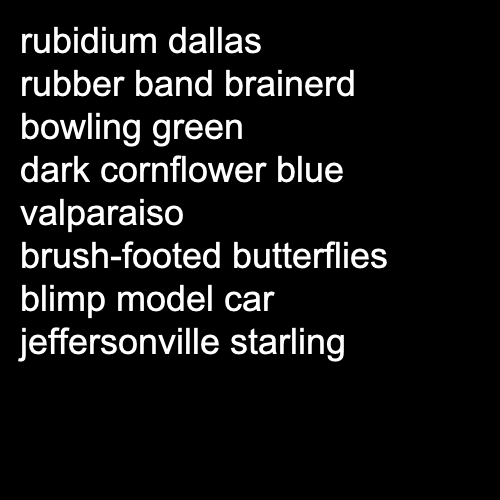 rubidium dallas
rubber band brainerd
bowling green
dark cornflower blue
valparaiso
brush-footed butterflies
blimp model car
jeffersonville starling